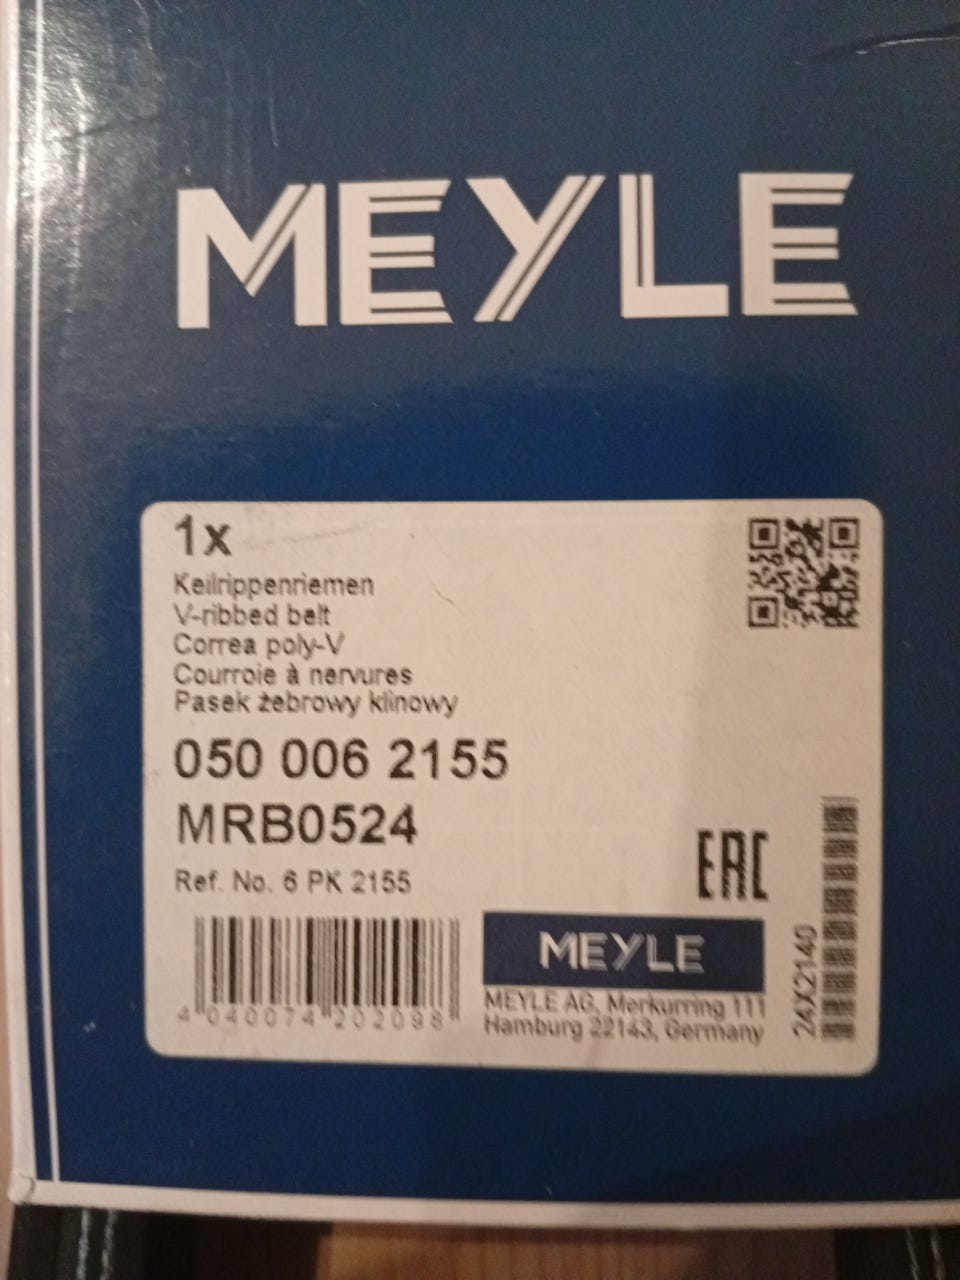 MEYLE
1x
Keilrippenriemen
V-ribbed belt
Correa poly-V
Courroie à nervures
Pasek żebrowy klinowy
050 006 2155
MRB0524
Ref. No. 6 PK 2155
EAC
4 040074 202098
MEYLE
MEYLE AG, Merkurring 111
Hamburg 22143, Germany
24X2140